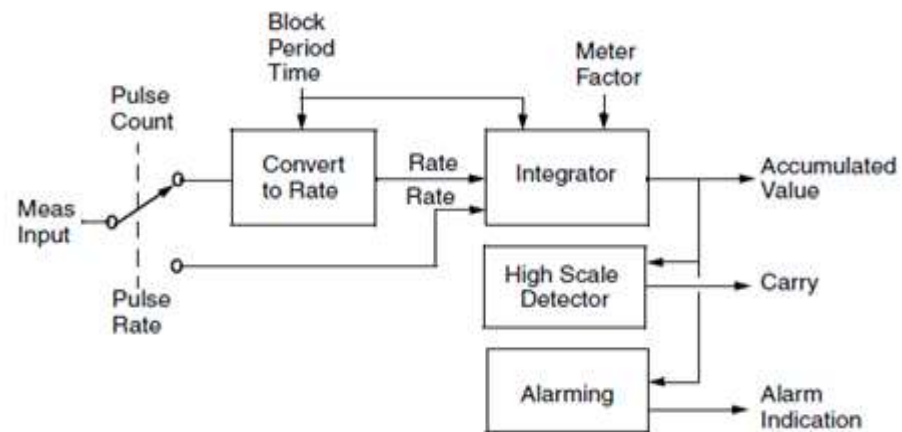 Block
Period
Time
Meter
Factor
Pulse
Count
Convert
to Rate
Rate
Rate
Integrator
Accumulated
Value
Meas
Input
High Scale
Detector
Carry
Pulse
Rate
Alarming
Alarm
Indication